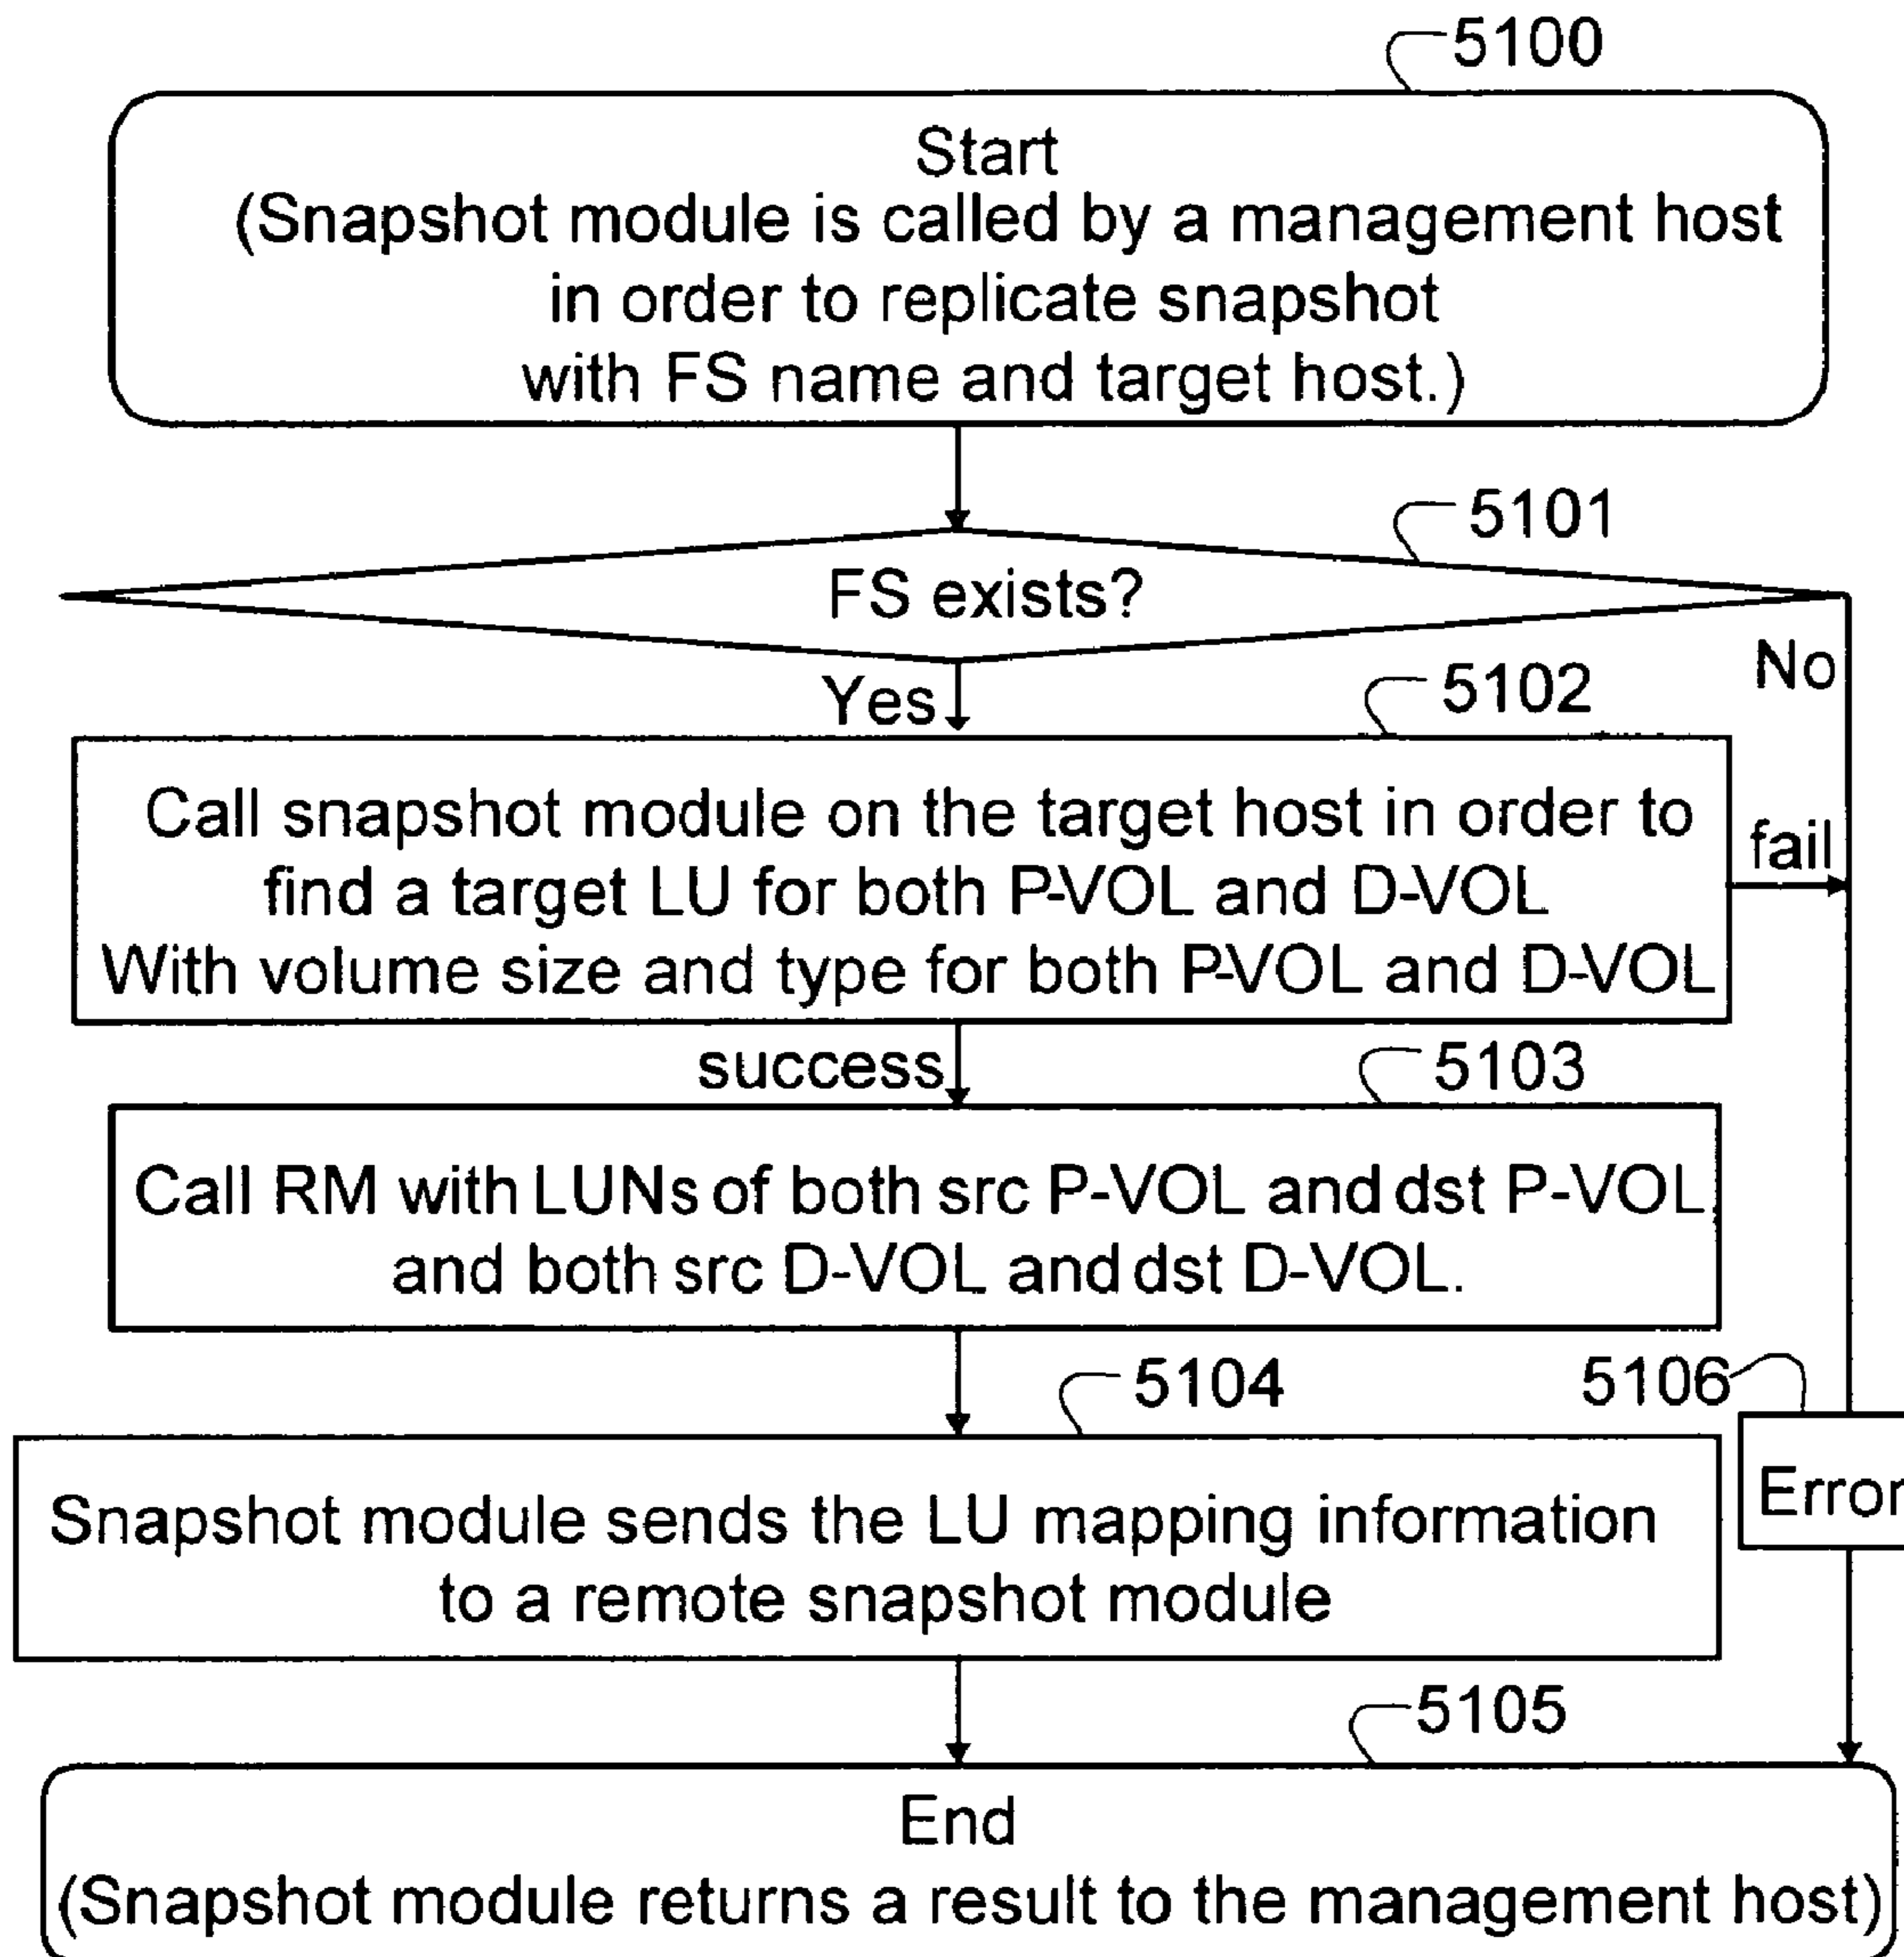 5100
Start
(Snapshot module is called by a management host
in order to replicate snapshot
with FS name and target host.)
5101
FS exists?
No
Yes
5102
Call snapshot module on the target host in order to
find a target LU for both P-VOL and D-VOL
With volume size and type for both P-VOL and D-VOL
fail
success
5103
Call RM with LUNs of both src P-VOL and dst P-VOL
and both src D-VOL and dst D-VOL.
5104
5106
Snapshot module sends the LU mapping information
to a remote snapshot module
Error
5105
End
(Snapshot module returns a result to the management host)